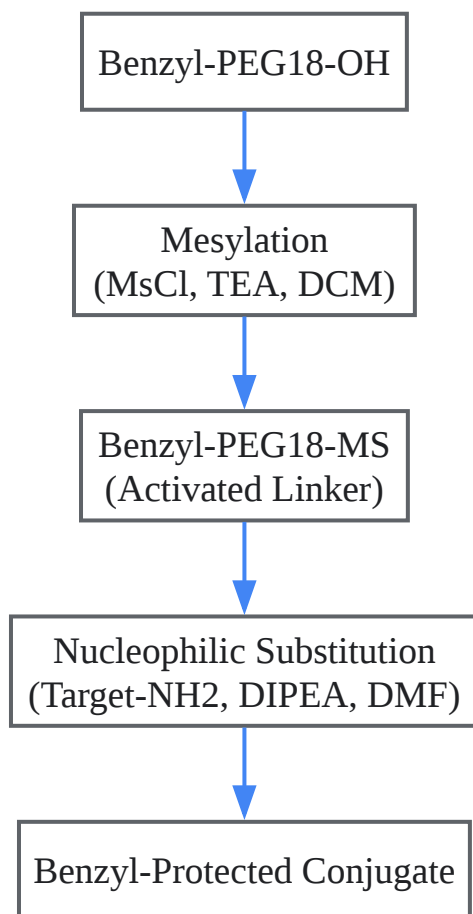 Benzyl-PEG18-OH
Mesylation
(MsCl, TEA, DCM)
Benzyl-PEG18-MS
(Activated Linker)
Nucleophilic Substitution
(Target-NH2, DIPEA, DMF)
Benzyl-Protected Conjugate